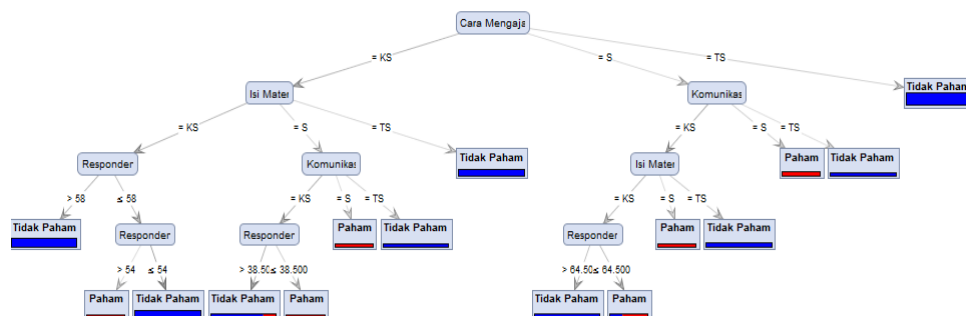 Cara Mengaja
= KS
= S
= TS
Isi Mater
Komunikas
Tidak Paham
= KS
= S
= TS
= KS
= S
= TS
Responder
Komunikas
Tidak Paham
Isi Mater
Paham
Tidak Paham
> 58
≤ 58
= KS
= S
= TS
= KS
= S
= TS
Tidak Paham
Responder
Responder
Paham
Tidak Paham
Responder
Paham
Tidak Paham
> 54
≤ 54
> 38.50
≤ 38.500
> 64.50
≤ 64.500
Paham
Tidak Paham
Tidak Paham
Paham
Tidak Paham
Paham